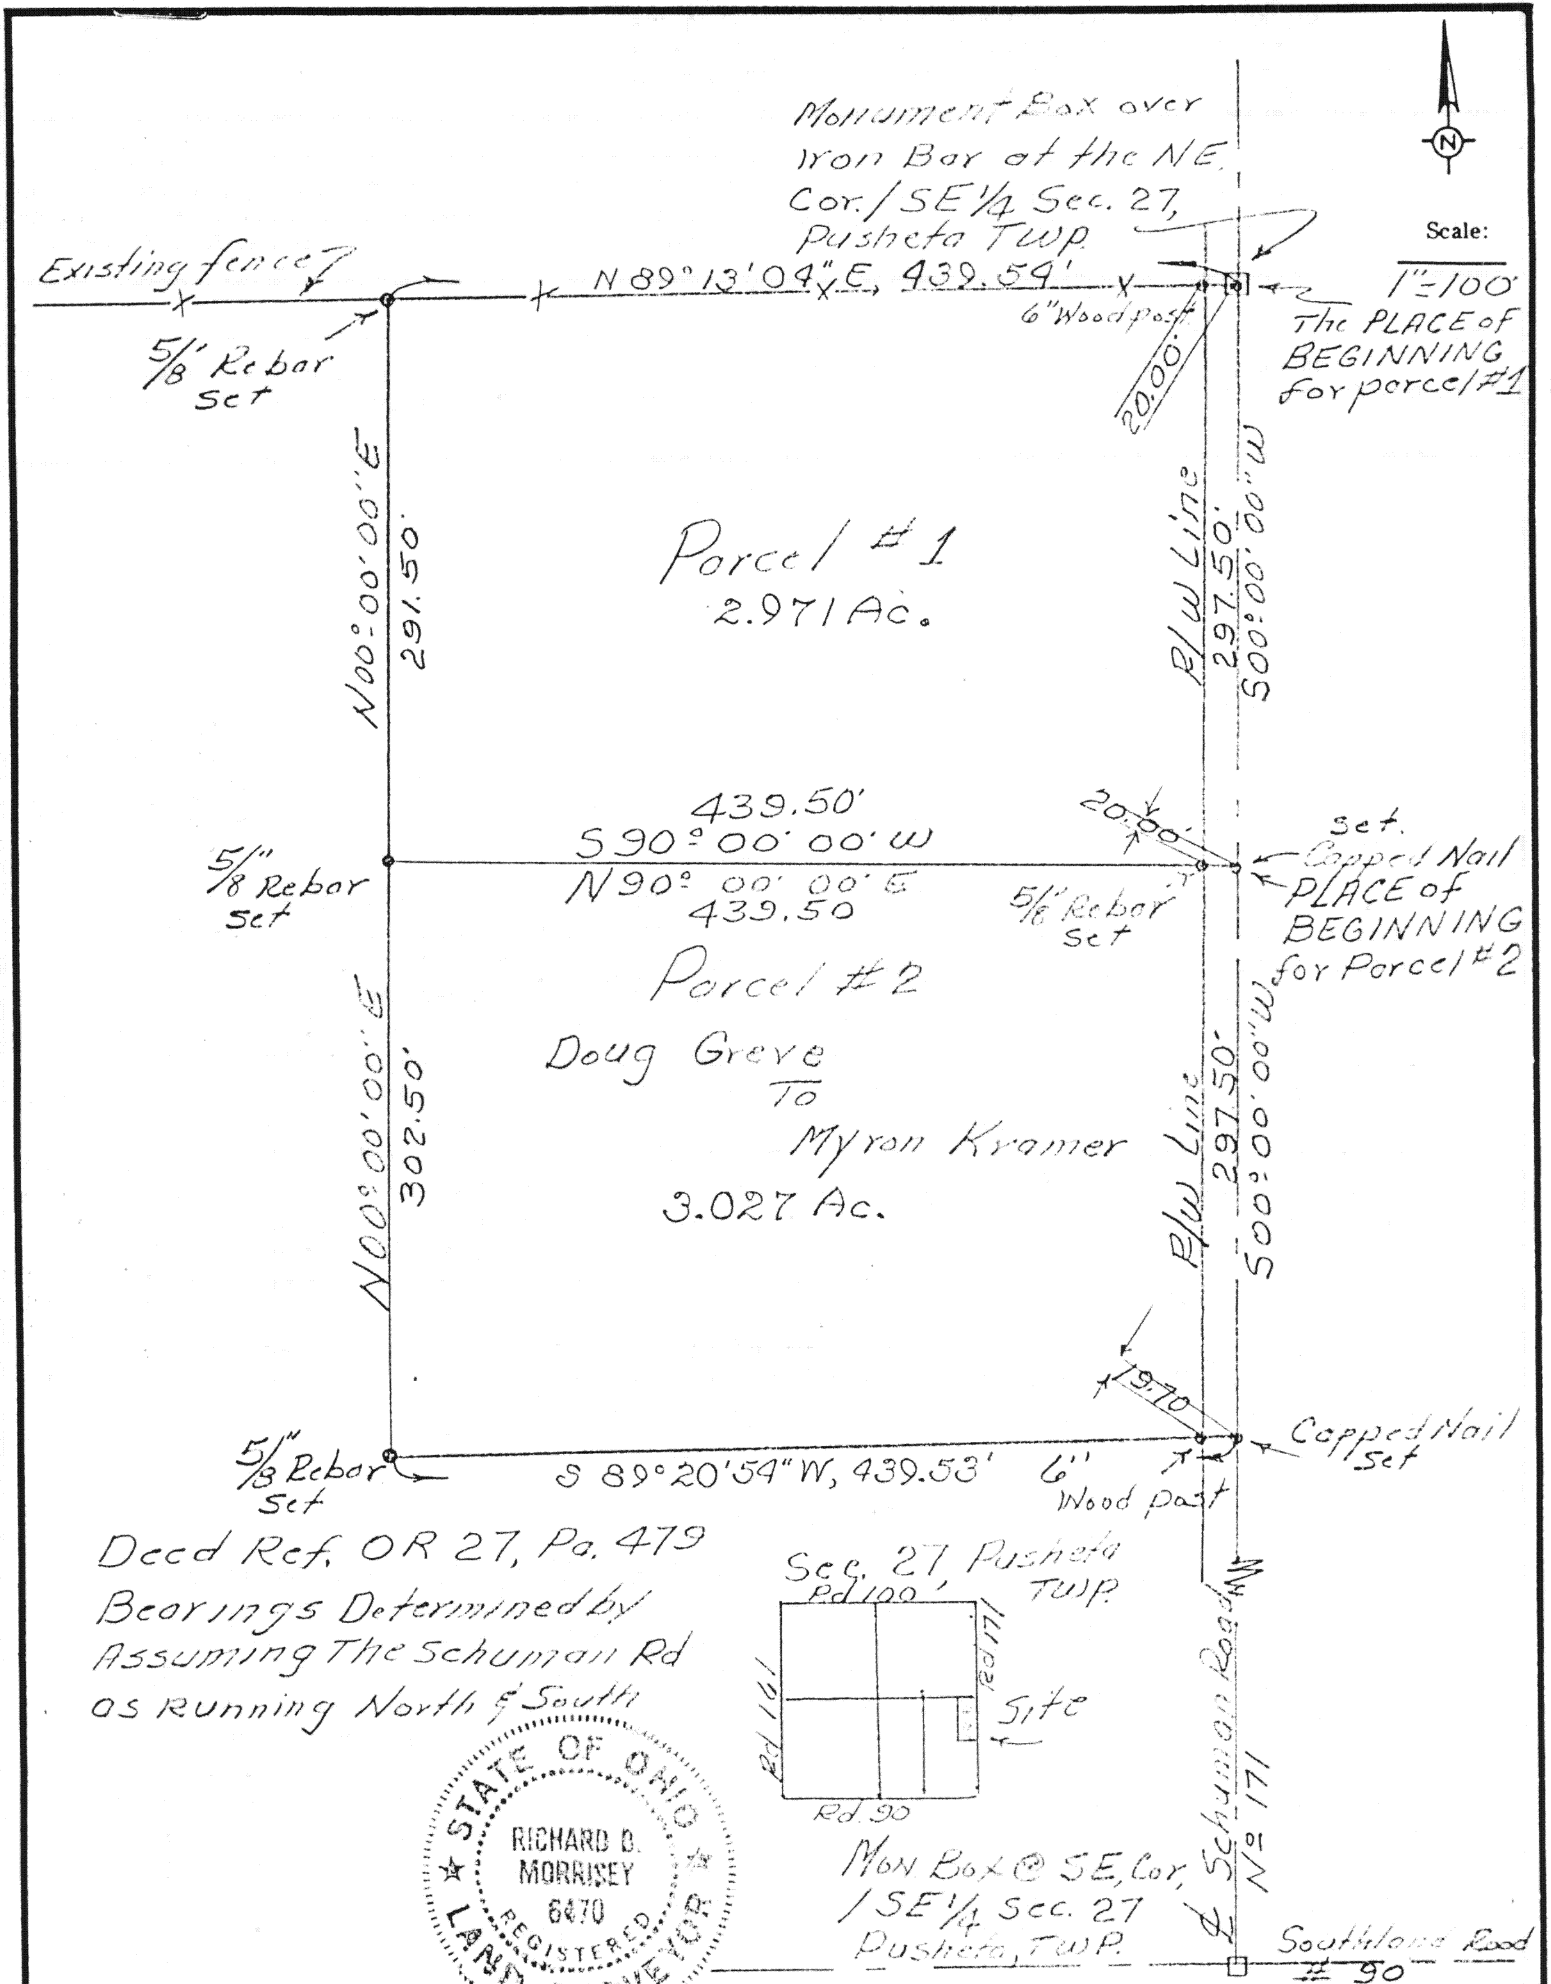 Monument Box over
Iron Bar at the NE.
Cor. / SE 1/4 Sec. 27,
Pusheta TWP.
N
Scale:
1"=100'
Existing fence
N 89° 13' 04" E, 439.54'
6" Wood post
20.00'
The PLACE of
BEGINNING
for parcel #1
5/8" Rebar
set
N00°00'00" E
291.50'
Parcel #1
2.971 Ac.
R/W Line
297.50'
S00°00'00" W
439.50'
S 90° 00' 00" W
N 90° 00' 00" E
439.50
20.00'
5/8" Rebar
set
5/8" Rebar
set
set.
Capped Nail
PLACE of
BEGINNING
for Parcel #2
Parcel #2
Doug Greve
To
Myron Kramer
3.027 Ac.
N00°00'00" E
302.50'
R/W Line
297.50'
S00°00'00" W
19.70
Capped Nail
set
5/8" Rebar
set
S 89° 20' 54" W, 439.53'
6"
Wood post
Deed Ref. OR 27, Pa. 479
Bearings Determined by
Assuming The Schuman Rd
as Running North & South
Sec. 27, Pusheta
TWP.
Rd 100
Rd 161
Rd 171
Site
Rd. 90
Schuman Road
No 171
Mon Box @ SE, Cor,
/ SE 1/4 Sec. 27
Pusheta, TWP.
Southland Road
# 90
STATE OF OHIO
RICHARD D.
MORRISEY
6470
REGISTERED